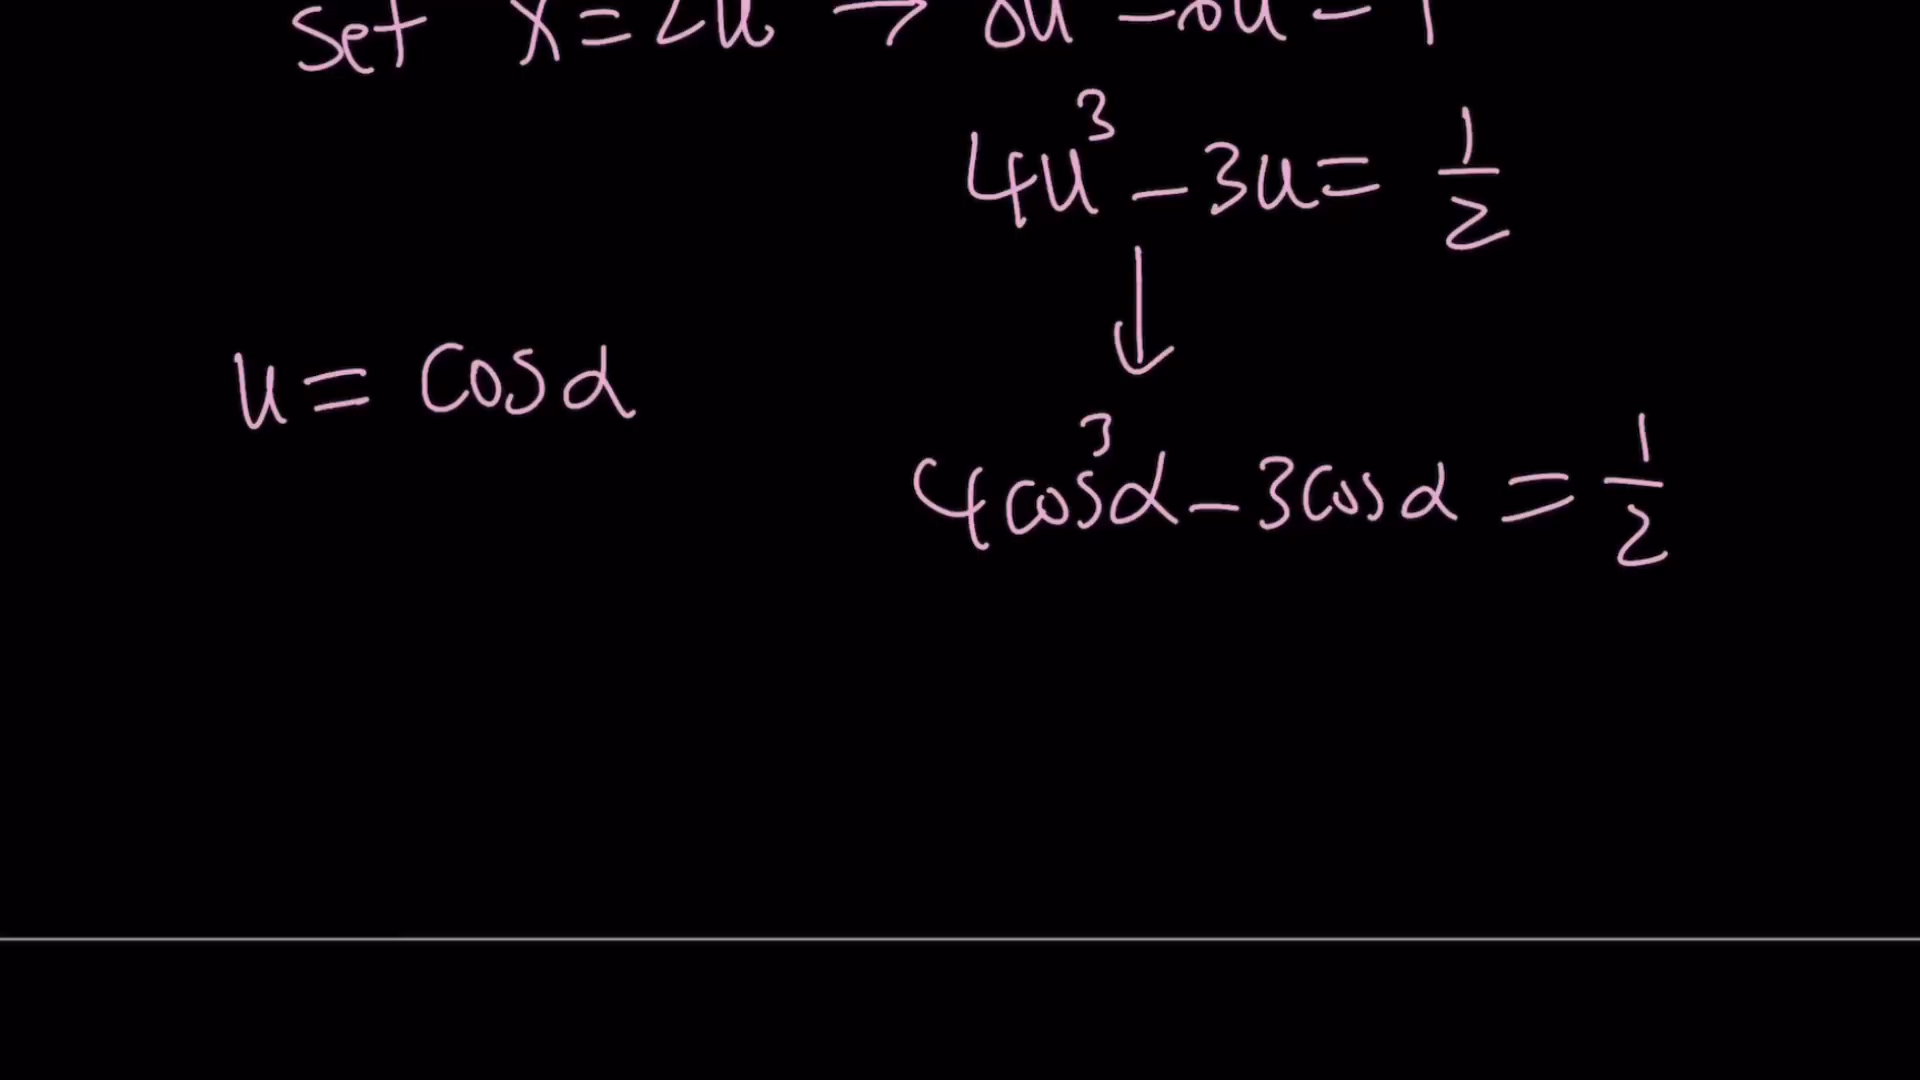 Set x = 2u →
4u³ - 3u = 1/2
↓
u = cos α
4cos³α - 3cos α = 1/2